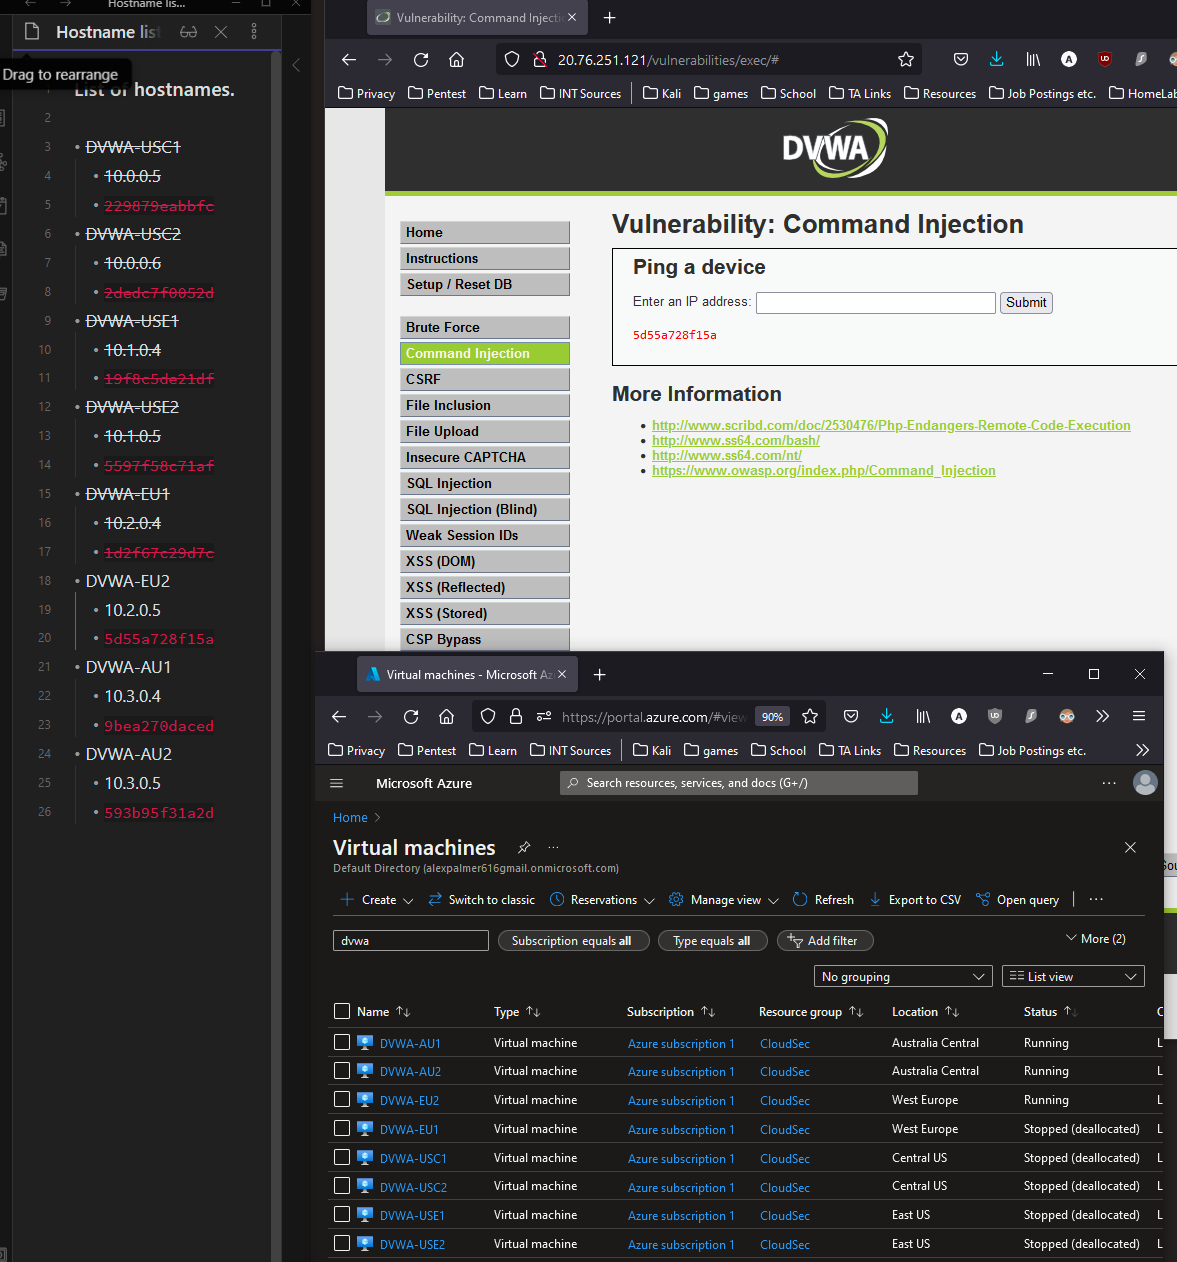 Hostname lis...
Hostname list
Drag to rearrange
1
List of hostnames.
2
3
• DVWA-USC1
4
• 10.0.0.5
5
• 229879eabbfc
6
• DVWA-USC2
7
• 10.0.0.6
8
• 2dedc7f0052d
9
• DVWA-USE1
10
• 10.1.0.4
11
• 19f8c5de21df
12
• DVWA-USE2
13
• 10.1.0.5
14
• 5597f58c71af
15
• DVWA-EU1
16
• 10.2.0.4
17
• 1d2f67c29d7c
18
• DVWA-EU2
19
• 10.2.0.5
20
• 5d55a728f15a
21
• DVWA-AU1
22
• 10.3.0.4
23
• 9bea270daced
24
• DVWA-AU2
25
• 10.3.0.5
26
• 593b95f31a2d
Vulnerability: Command Injecti
20.76.251.121/vulnerabilities/exec/#
Privacy Pentest Learn INT Sources Kali games School TA Links Resources Job Postings etc. HomeLab
DVWA
Home
Instructions
Setup / Reset DB
Brute Force
Command Injection
CSRF
File Inclusion
File Upload
Insecure CAPTCHA
SQL Injection
SQL Injection (Blind)
Weak Session IDs
XSS (DOM)
XSS (Reflected)
XSS (Stored)
CSP Bypass
Vulnerability: Command Injection
Ping a device
Enter an IP address: Submit
5d55a728f15a
More Information
• http://www.scribd.com/doc/2530476/Php-Endangers-Remote-Code-Execution
• http://www.ss64.com/bash/
• http://www.ss64.com/nt/
• https://www.owasp.org/index.php/Command_Injection
Virtual machines - Microsoft Az
https://portal.azure.com/#view 90%
Privacy Pentest Learn INT Sources Kali games School TA Links Resources Job Postings etc.
Microsoft Azure Search resources, services, and docs (G+/) ...
Home >
Virtual machines ...
Default Directory (alexpalmer616gmail.onmicrosoft.com)
Create Switch to classic Reservations Manage view Refresh Export to CSV Open query ...
dvwa Subscription equals all Type equals all Add filter More (2)
No grouping List view
Name Type Subscription Resource group Location Status
DVWA-AU1 Virtual machine Azure subscription 1 CloudSec Australia Central Running L
DVWA-AU2 Virtual machine Azure subscription 1 CloudSec Australia Central Running L
DVWA-EU2 Virtual machine Azure subscription 1 CloudSec West Europe Running L
DVWA-EU1 Virtual machine Azure subscription 1 CloudSec West Europe Stopped (deallocated) L
DVWA-USC1 Virtual machine Azure subscription 1 CloudSec Central US Stopped (deallocated) L
DVWA-USC2 Virtual machine Azure subscription 1 CloudSec Central US Stopped (deallocated) L
DVWA-USE1 Virtual machine Azure subscription 1 CloudSec East US Stopped (deallocated) L
DVWA-USE2 Virtual machine Azure subscription 1 CloudSec East US Stopped (deallocated) L